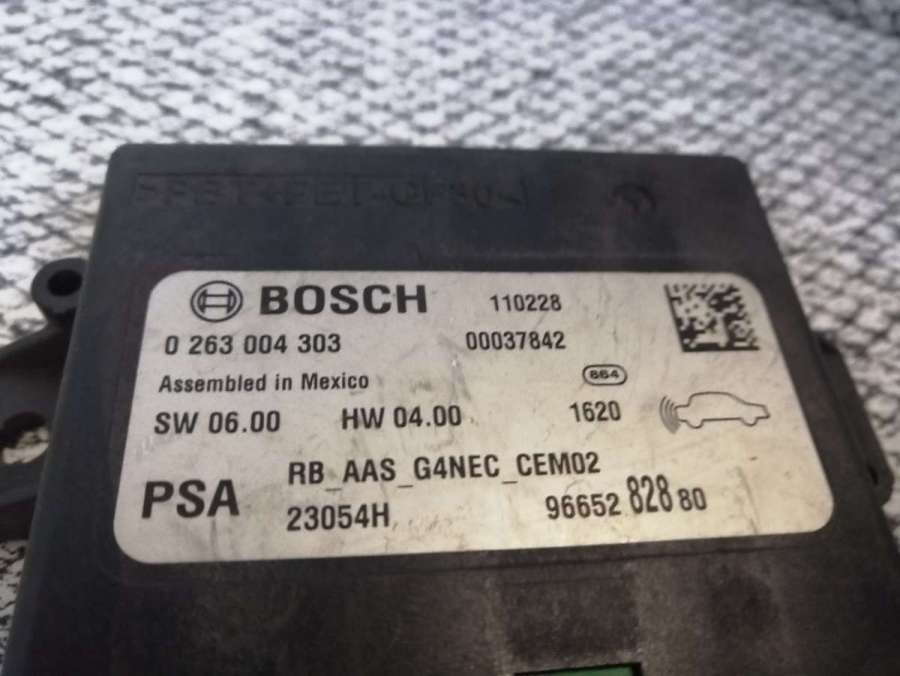 BOSCH 110228
0 263 004 303 00037842
Assembled in Mexico 864
SW 06.00 HW 04.00 1620
RB_AAS_G4NEC_CEM02
PSA 23054H 96652 828 80